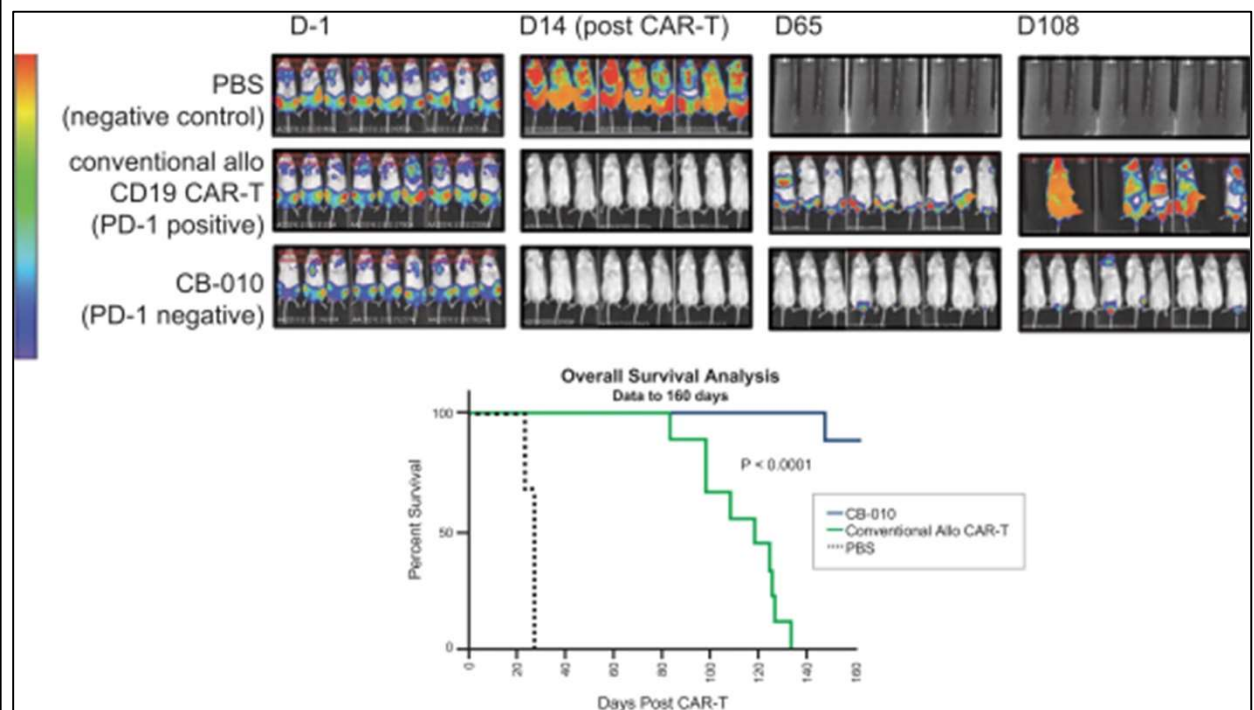 D-1
D14 (post CAR-T)
D65
D108
PBS
(negative control)
conventional allo
CD19 CAR-T
(PD-1 positive)
CB-010
(PD-1 negative)
Overall Survival Analysis
Data to 160 days
100
50
0
Percent Survival
P < 0.0001
CB-010
Conventional Allo CAR-T
PBS
0
20
40
60
80
100
120
140
160
Days Post CAR-T